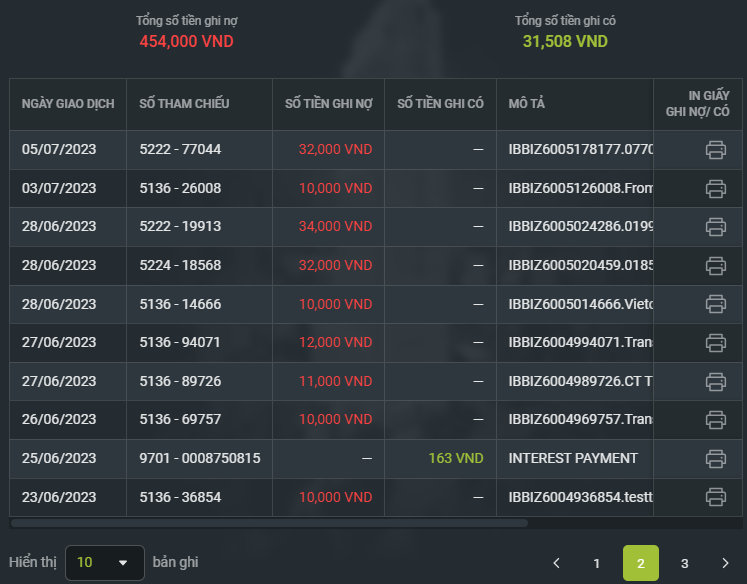 Tổng số tiền ghi nợ Tổng số tiền ghi có
454,000 VND 31,508 VND
NGÀY GIAO DỊCH SỐ THAM CHIẾU SỐ TIỀN GHI NỢ SỐ TIỀN GHI CÓ MÔ TẢ IN GIẤY
GHI NỢ/ CÓ
05/07/2023 5222 - 77044 32,000 VND — IBBIZ6005178177.0770
03/07/2023 5136 - 26008 10,000 VND — IBBIZ6005126008.From
28/06/2023 5222 - 19913 34,000 VND — IBBIZ6005024286.0199
28/06/2023 5224 - 18568 32,000 VND — IBBIZ6005020459.0185
28/06/2023 5136 - 14666 10,000 VND — IBBIZ6005014666.Vietc
27/06/2023 5136 - 94071 12,000 VND — IBBIZ6004994071.Trans
27/06/2023 5136 - 89726 11,000 VND — IBBIZ6004989726.CT T
26/06/2023 5136 - 69757 10,000 VND — IBBIZ6004969757.Trans
25/06/2023 9701 - 0008750815 — 163 VND INTEREST PAYMENT
23/06/2023 5136 - 36854 10,000 VND — IBBIZ6004936854.testt
Hiển thị 10 bản ghi < 1 2 3 >